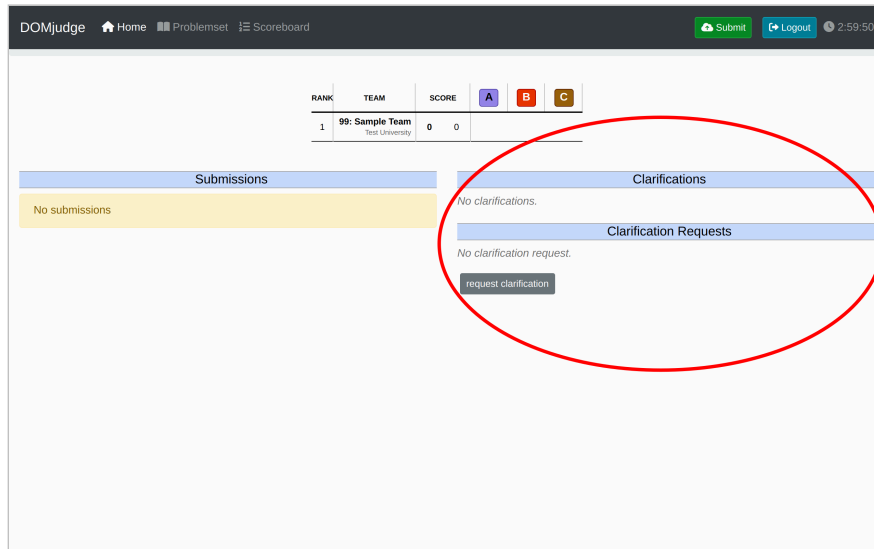 DOMjudge Home Problemset Scoreboard Submit Logout 2:59:50
RANK TEAM SCORE A B C
1 99: Sample Team 0 0
Test University
Submissions
No submissions
Clarifications
No clarifications.
Clarification Requests
No clarification request.
request clarification